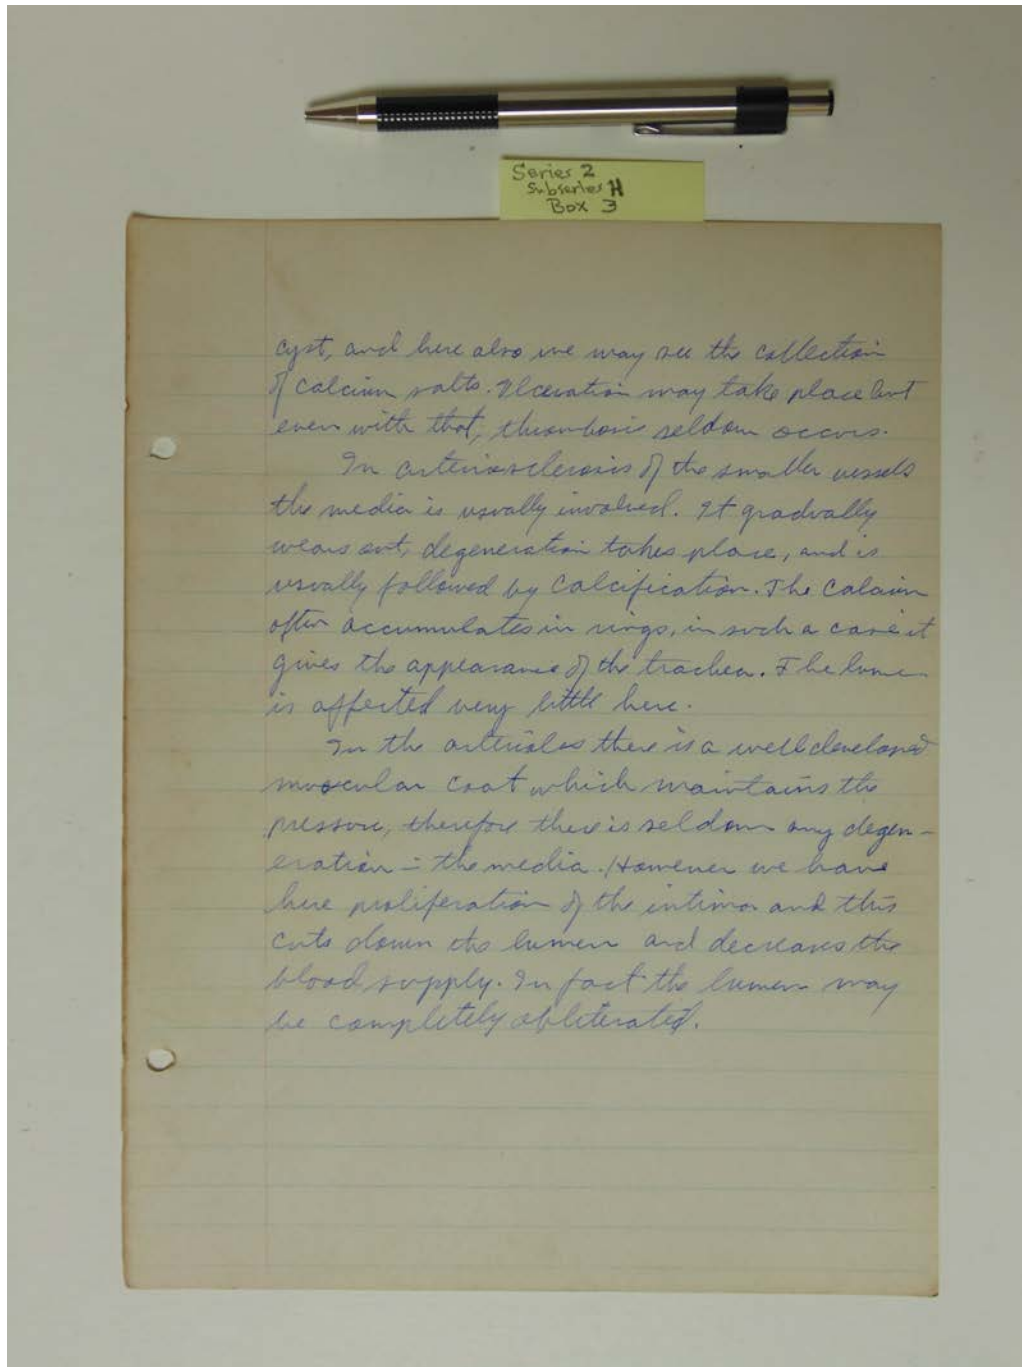 Series 2
Subseries H
Box 3
cyst, and here also we may see the collection
of calcium salts. Ulceration may take place but
even with that, thrombosis seldom occurs.
In arteriosclerosis of the smaller vessels
the media is usually involved. It gradually
wears out, degeneration takes place, and is
usually followed by calcification. The calcium
often accumulates in rings, in such a case it
gives the appearance of the trachea. The lumen
is affected very little here.
In the arterioles there is a well developed
muscular coat which maintains the
pressure, therefore there is seldom any degen-
eration - the media. However we have
here proliferation of the intima and this
cuts down the lumen and decreases the
blood supply. In fact the lumen may
be completely obliterated.